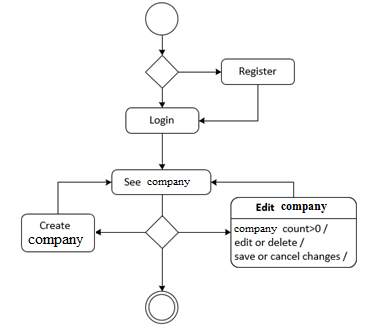 Register
Login
See company
Create
company
Edit company
company count>0 /
edit or delete /
save or cancel changes /